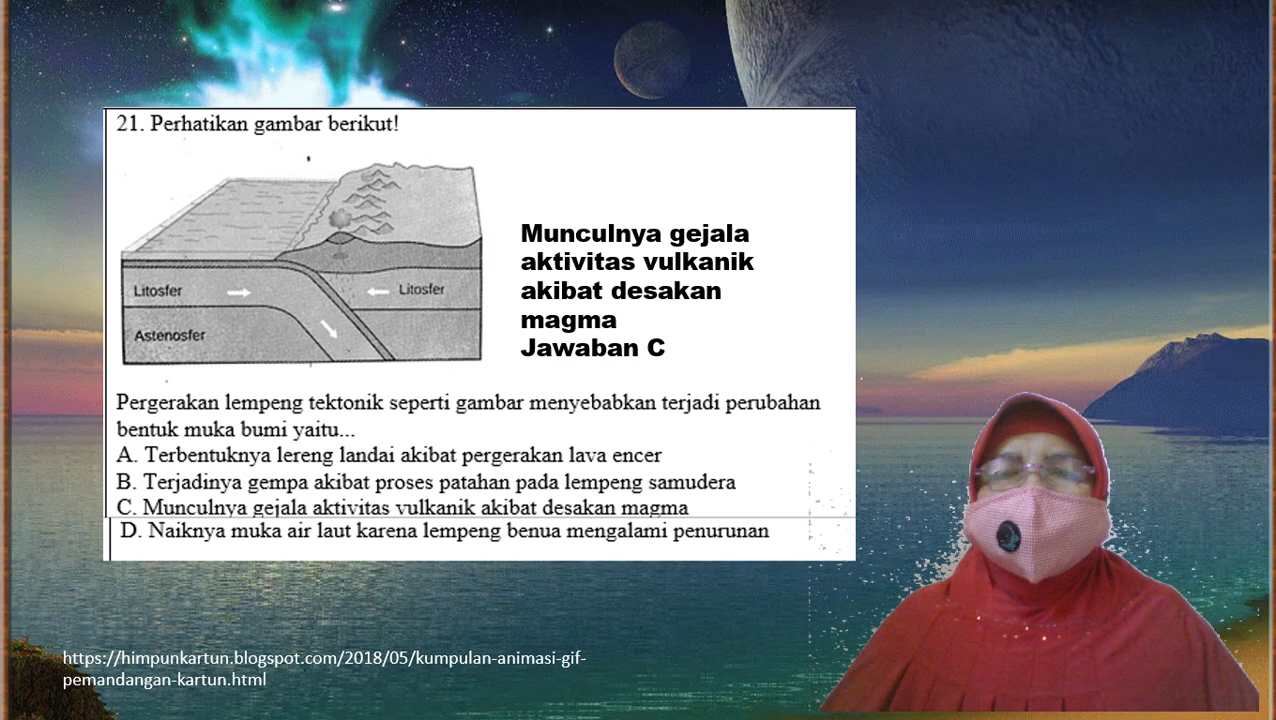 21. Perhatikan gambar berikut!
Litosfer
Litosfer
Astenosfer
Munculnya gejala
aktivitas vulkanik
akibat desakan
magma
Jawaban C
Pergerakan lempeng tektonik seperti gambar menyebabkan terjadi perubahan
bentuk muka bumi yaitu...
A. Terbentuknya lereng landai akibat pergerakan lava encer
B. Terjadinya gempa akibat proses patahan pada lempeng samudera
C. Munculnya gejala aktivitas vulkanik akibat desakan magma
D. Naiknya muka air laut karena lempeng benua mengalami penurunan
https://himpunkartun.blogspot.com/2018/05/kumpulan-animasi-gif-
pemandangan-kartun.html